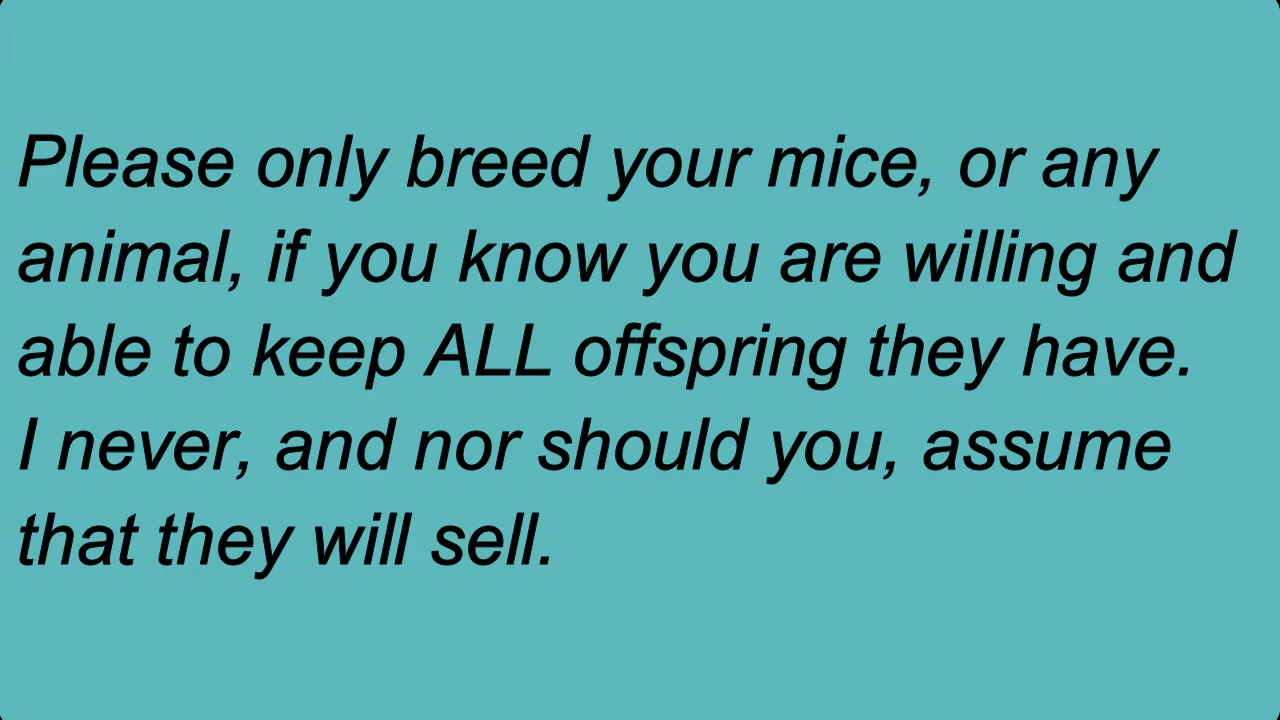 Please only breed your mice, or any
animal, if you know you are willing and
able to keep ALL offspring they have.
I never, and nor should you, assume
that they will sell.